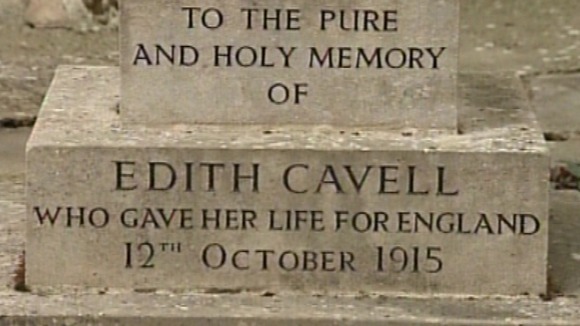 TO THE PURE
AND HOLY MEMORY
OF
EDITH CAVELL
WHO GAVE HER LIFE FOR ENGLAND
12TH OCTOBER 1915